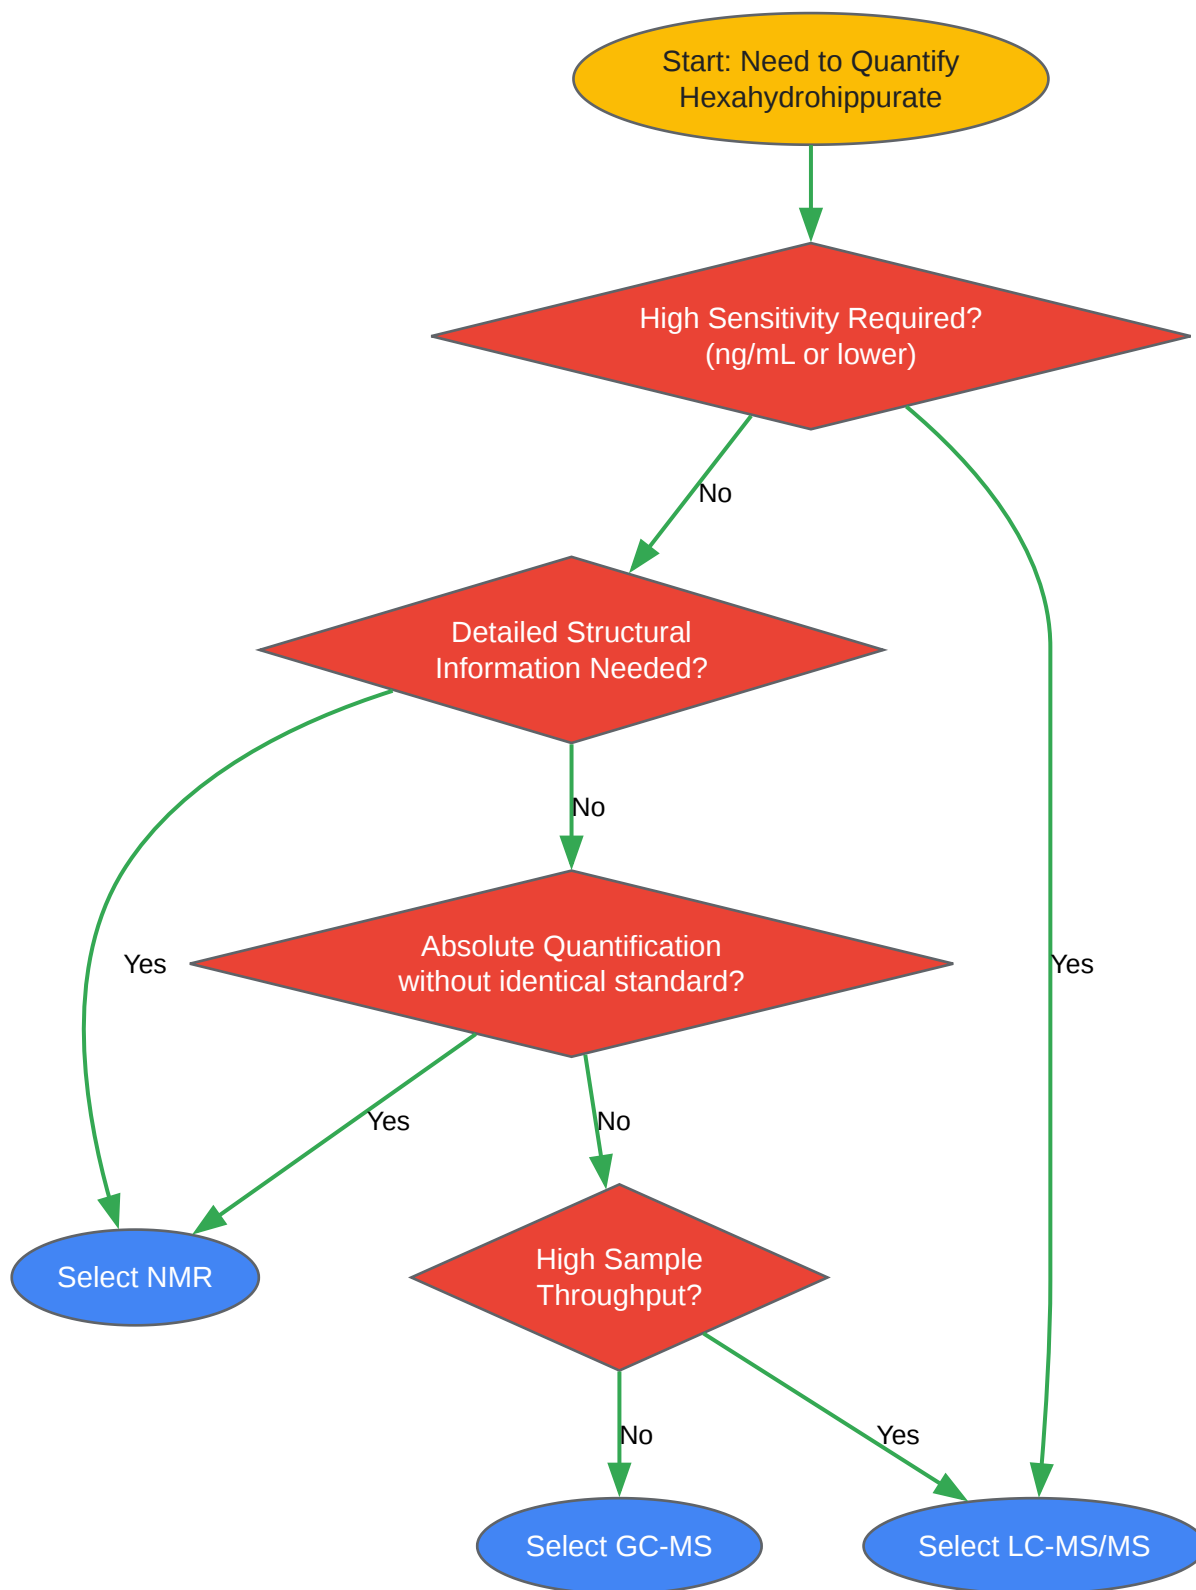 Start: Need to Quantify
Hexahydrohippurate
High Sensitivity Required?
(ng/mL or lower)
No
Detailed Structural
Information Needed?
No
Yes
Absolute Quantification
without identical standard?
Yes
Yes
No
High Sample
Throughput?
Select NMR
No
Yes
Select GC-MS
Select LC-MS/MS